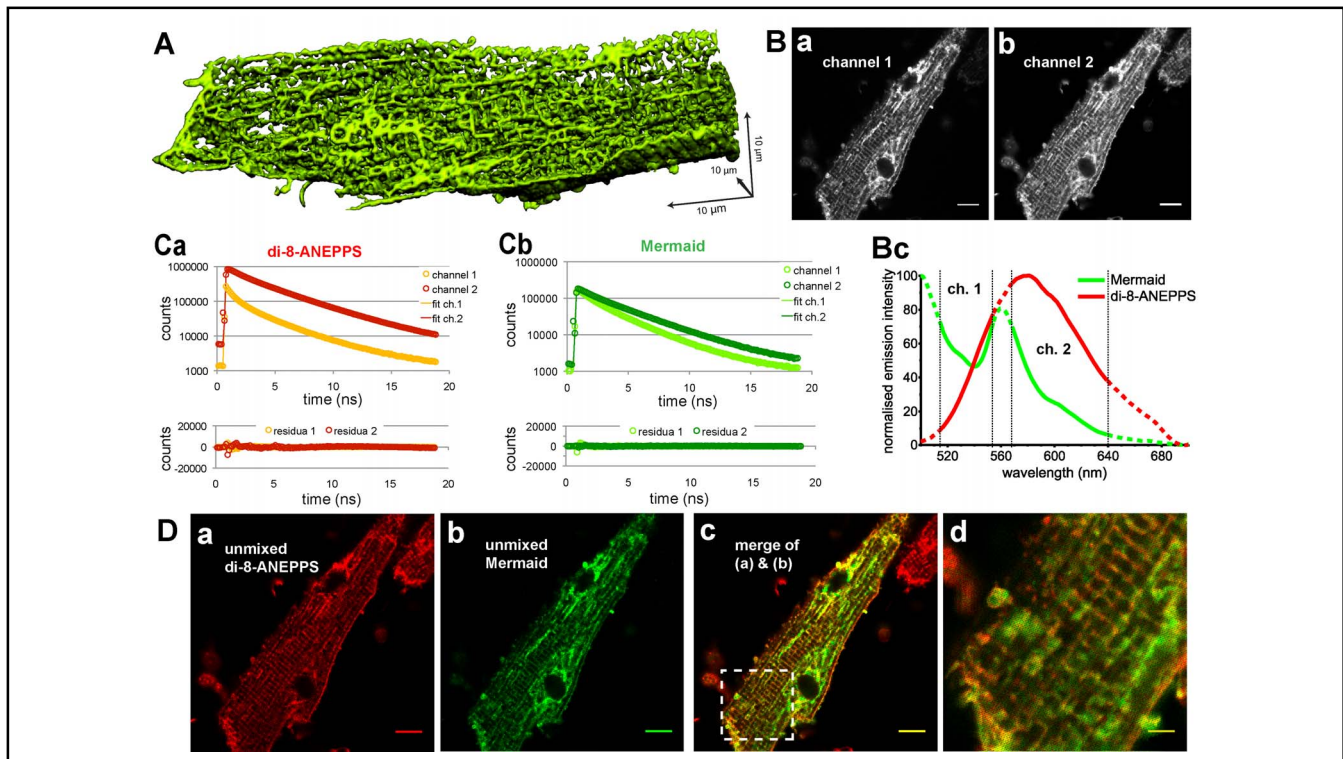 A
10 µm
10 µm
10 µm
B
a
channel 1
b
channel 2
Ca
di-8-ANEPPS
1000000
100000
10000
1000
counts
0
5
10
15
20
time (ns)
channel 1
channel 2
fit ch.1
fit ch.2
20000
0
-20000
counts
residua 1
residua 2
0
5
10
15
20
time (ns)
Cb
Mermaid
1000000
100000
10000
1000
counts
0
5
10
15
20
time (ns)
channel 1
channel 2
fit ch.1
fit ch.2
20000
0
-20000
counts
residua 1
residua 2
0
5
10
15
20
time (ns)
Bc
100
80
60
40
20
0
normalised emission intensity
ch. 1
ch. 2
Mermaid
di-8-ANEPPS
520
560
600
640
680
wavelength (nm)
D
a
unmixed
di-8-ANEPPS
b
unmixed
Mermaid
c
merge of
(a) & (b)
d